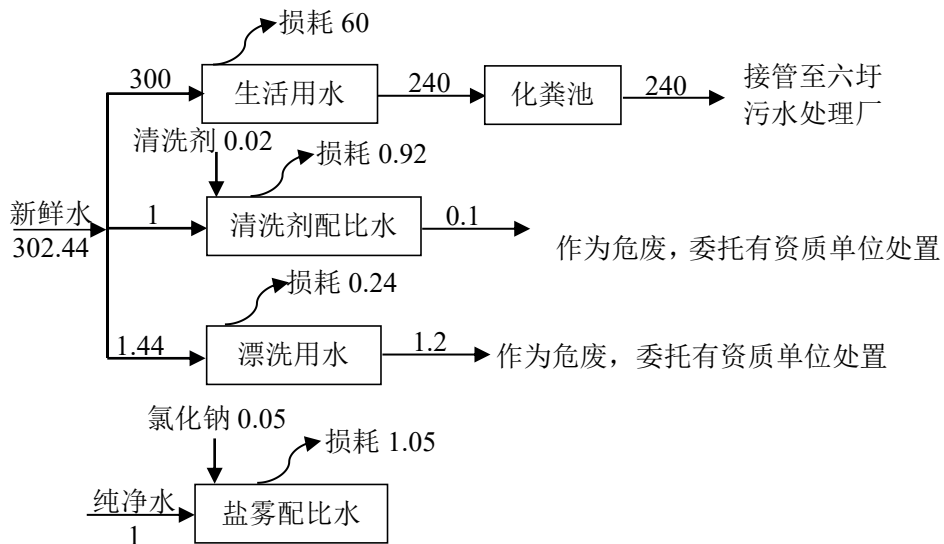 损耗 60
300
生活用水
240
化粪池
240
接管至六圩
污水处理厂
清洗剂 0.02
损耗 0.92
新鲜水
302.44
1
清洗剂配比水
0.1
作为危废，委托有资质单位处置
损耗 0.24
1.44
漂洗用水
1.2
作为危废，委托有资质单位处置
氯化钠 0.05
损耗 1.05
纯净水
1
盐雾配比水